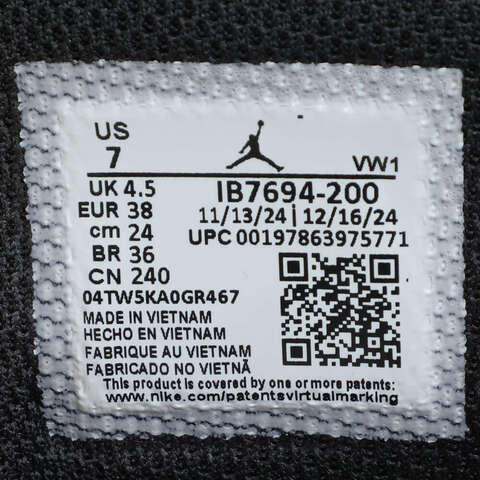 US
7
VW1
UK 4.5
EUR 38
cm 24
BR 36
CN 240
IB7694-200
11/13/24 | 12/16/24
UPC 00197863975771
04TW5KA0GR467
MADE IN VIETNAM
HECHO EN VIETNAM
FABRIQUE AU VIETNAM
FABRICADO NO VIETNÃ
This product is covered by one or more patents:
www.nike.com/patentsvirtualmarking